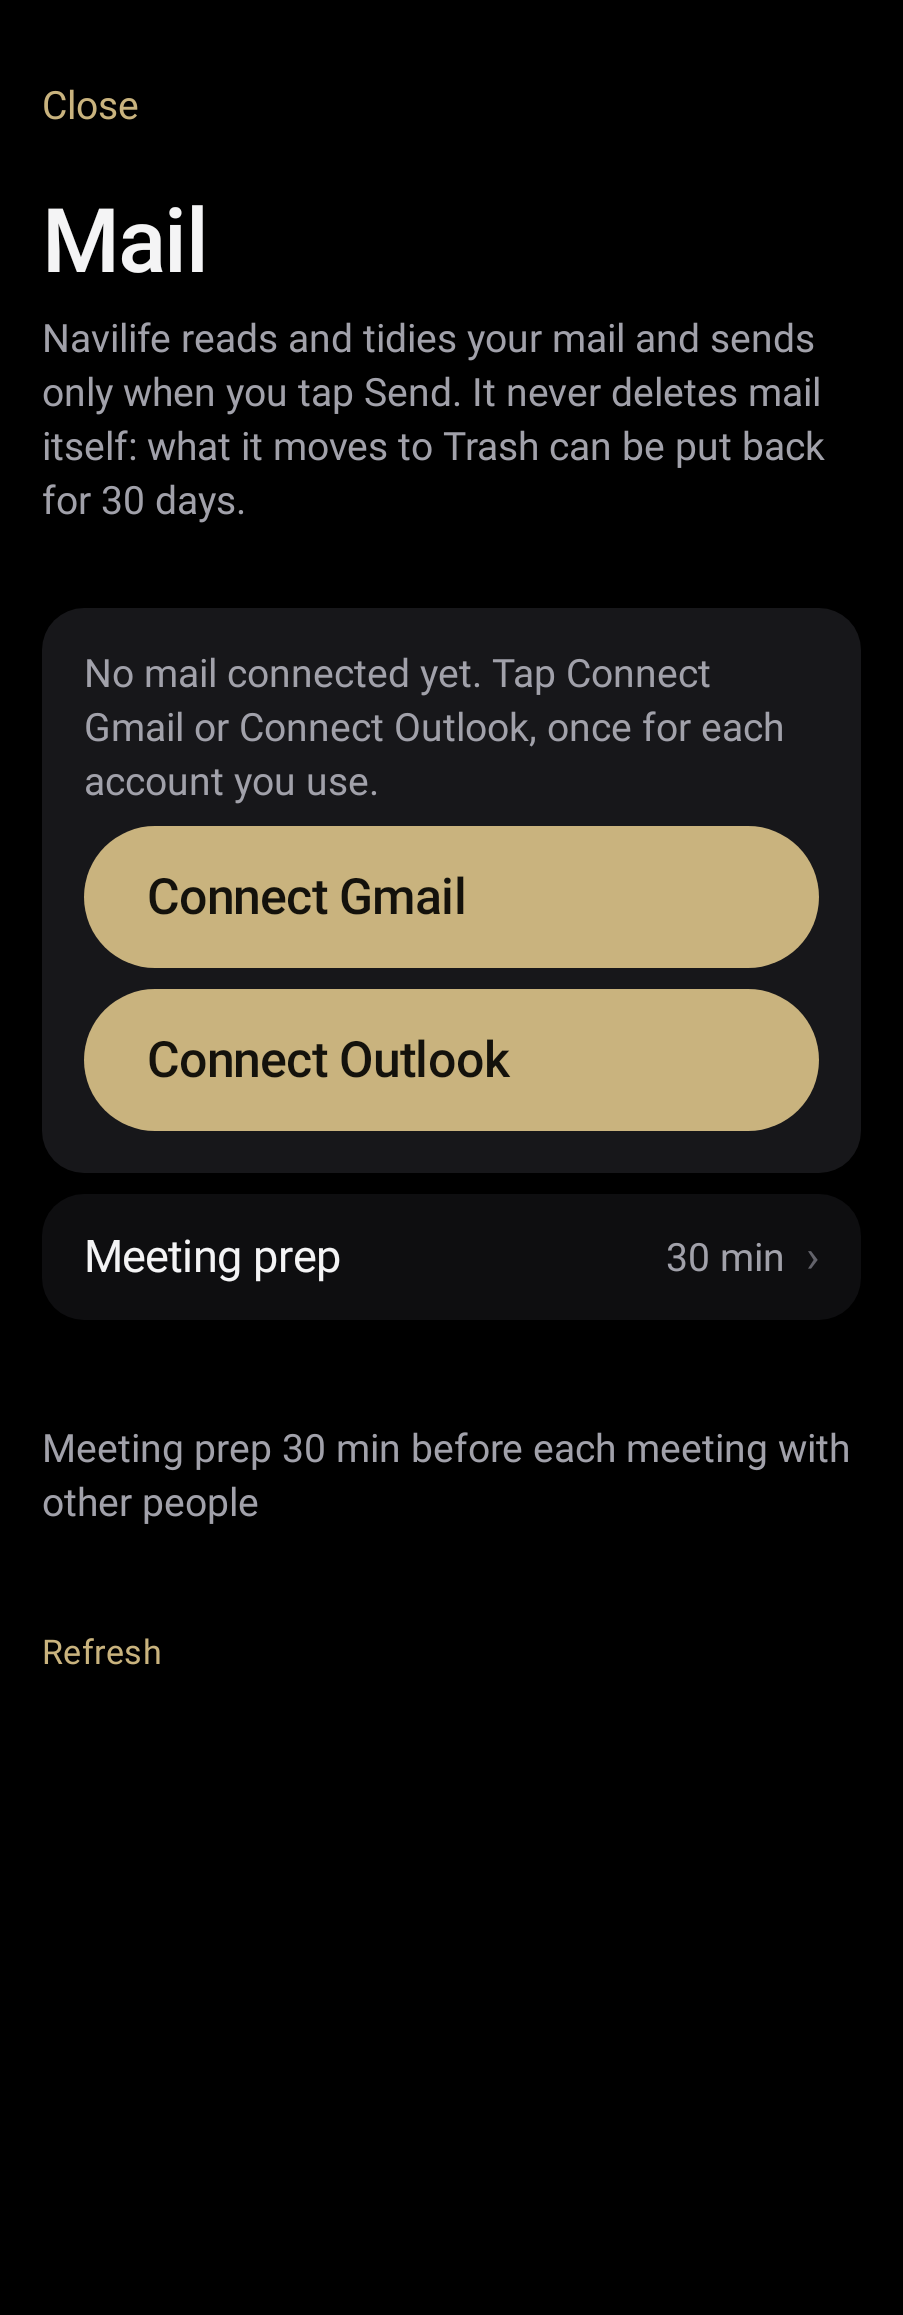 Close
Mail
Navilife reads and tidies your mail and sends
only when you tap Send. It never deletes mail
itself: what it moves to Trash can be put back
for 30 days.
No mail connected yet. Tap Connect
Gmail or Connect Outlook, once for each
account you use.
Connect Gmail
Connect Outlook
Meeting prep 30 min ›
Meeting prep 30 min before each meeting with
other people
Refresh